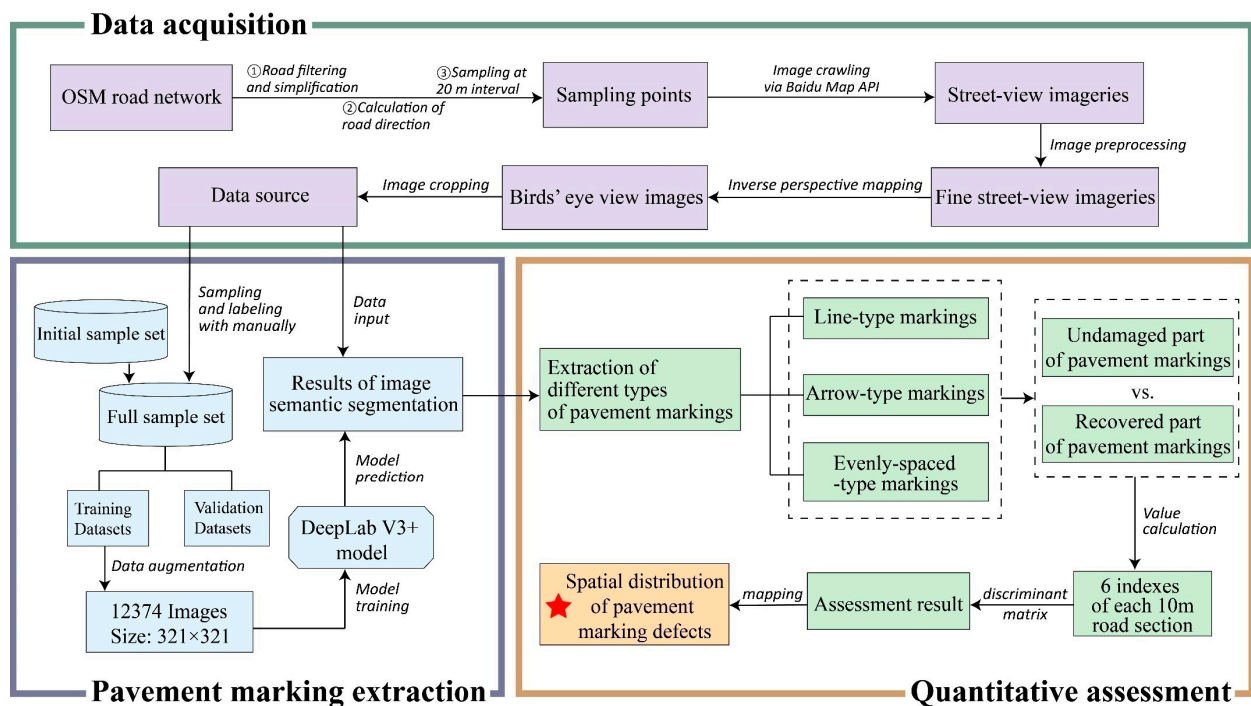 Data acquisition
OSM road network
①Road filtering
and simplification
②Calculation of
road direction
③Sampling at
20 m interval
Sampling points
Image crawling
via Baidu Map API
Street-view imageries
Image preprocessing
Fine street-view imageries
Inverse perspective mapping
Birds' eye view images
Image cropping
Data source
Sampling
and labeling
with manually
Data
input
Initial sample set
Full sample set
Training
Datasets
Validation
Datasets
Data augmentation
12374 Images
Size: 321×321
Model
training
DeepLab V3+
model
Model
prediction
Results of image
semantic segmentation
Pavement marking extraction
Extraction of
different types
of pavement markings
Line-type markings
Arrow-type markings
Evenly-spaced
-type markings
Undamaged part
of pavement markings
vs.
Recovered part
of pavement markings
Value
calculation
6 indexes
of each 10m
road section
discriminant
matrix
Assessment result
mapping
Spatial distribution
of pavement
marking defects
Quantitative assessment